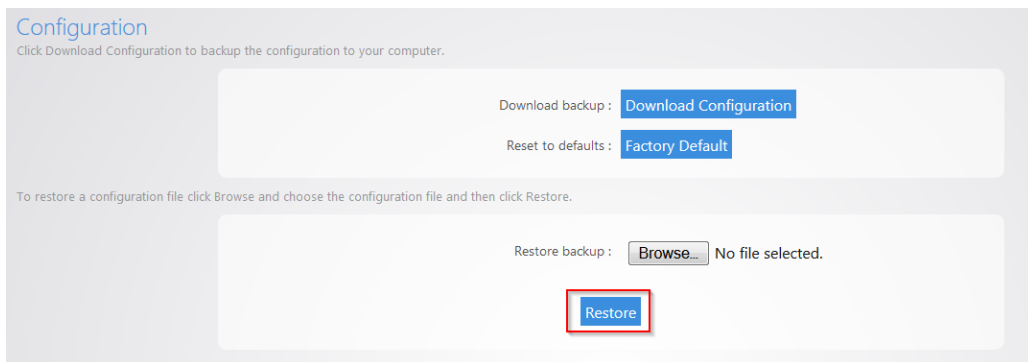 Configuration
Click Download Configuration to backup the configuration to your computer.
Download backup : Download Configuration
Reset to defaults : Factory Default
To restore a configuration file click Browse and choose the configuration file and then click Restore.
Restore backup : Browse... No file selected.
Restore